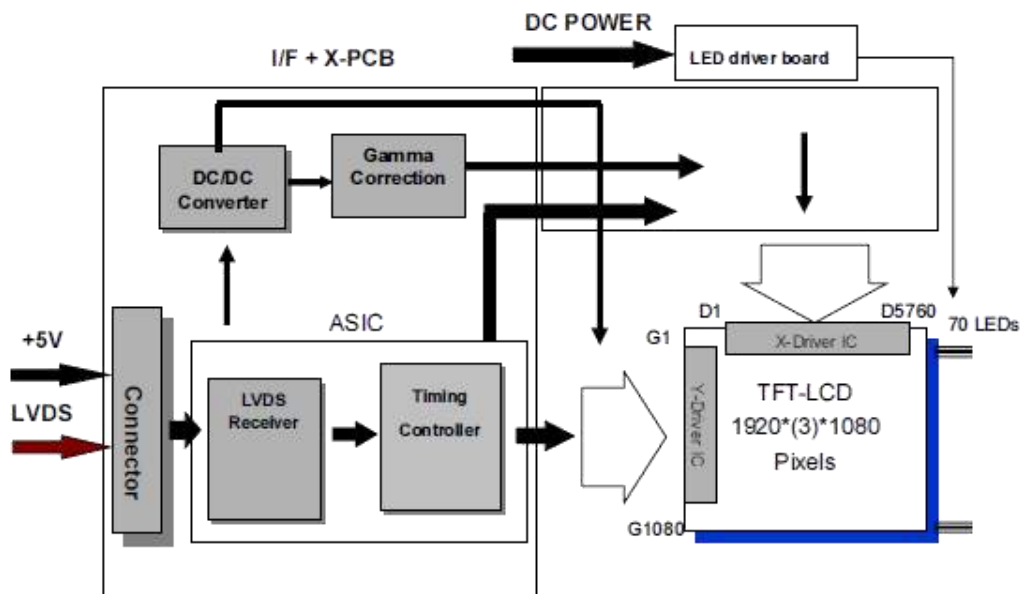 DC POWER
LED driver board
I/F + X-PCB
DC/DC
Converter
Gamma
Correction
ASIC
+5V
LVDS
Connector
LVDS
Receiver
Timing
Controller
D1
D5760
70 LEDs
G1
X-Driver IC
Y-Driver IC
TFT-LCD
1920*(3)*1080
Pixels
G1080